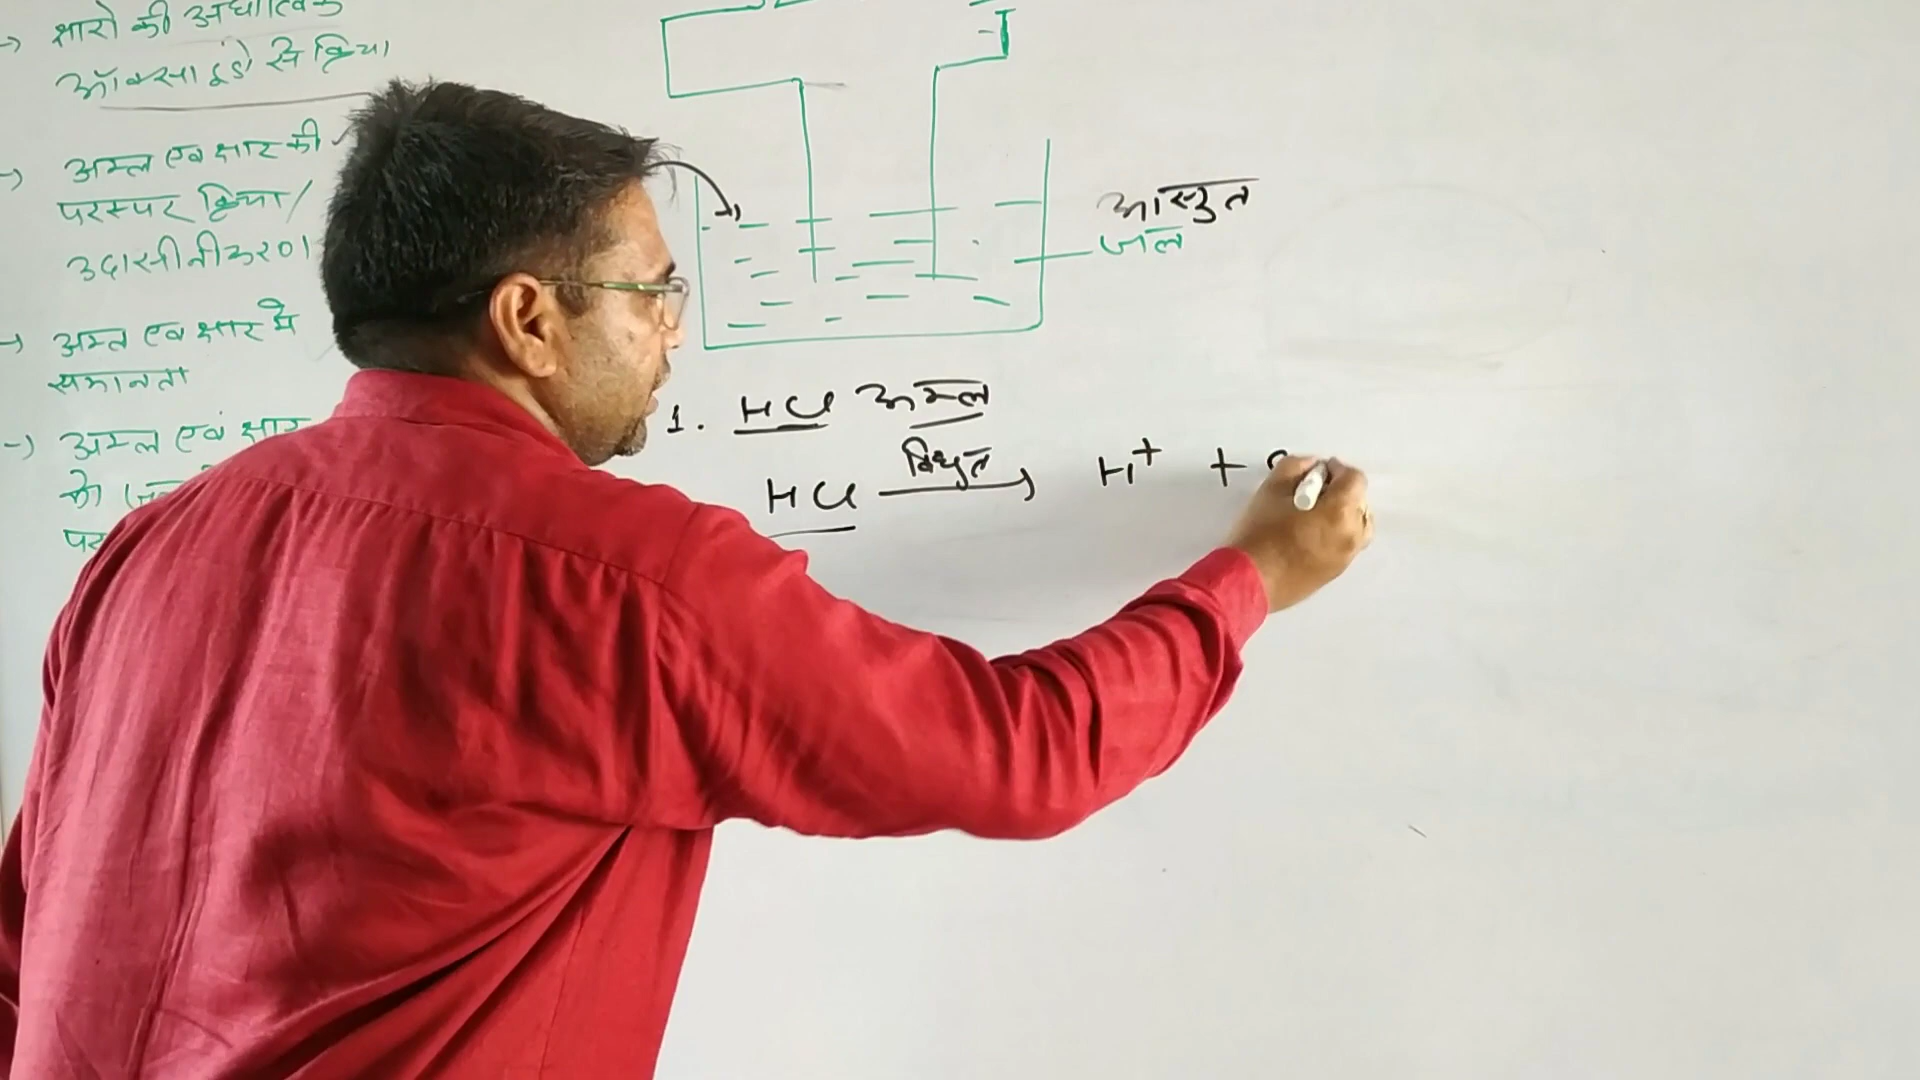 → क्षारो की अधात्विक
ऑक्साइडो से क्रिया
→ अम्ल एव क्षार की
परस्पर क्रिया/
उदासीनीकरण
→ अम्ल एव क्षार मे
समानता
→ अम्ल एवं क्षार
के
पर
आसुत
जल
1. HCl अम्ल
HCl विधुत → H⁺ +